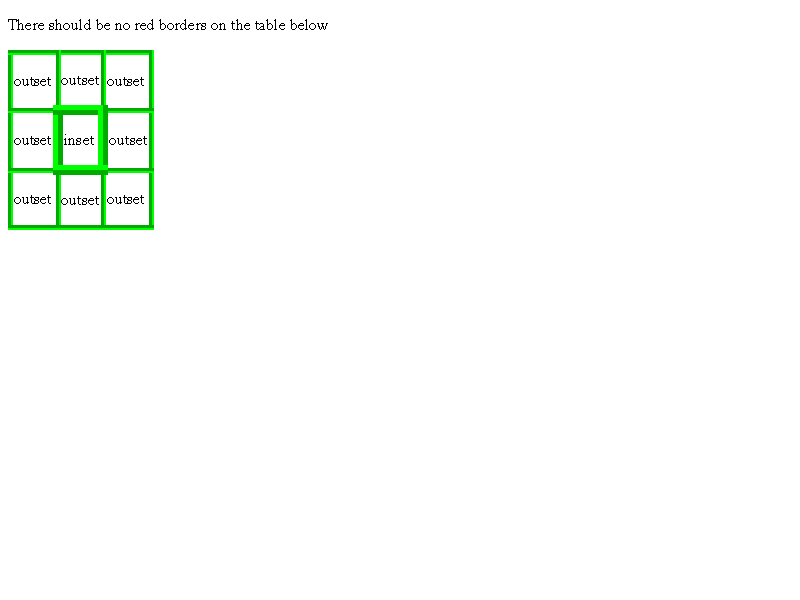 There should be no red borders on the table below
outset outset outset
outset inset outset
outset outset outset